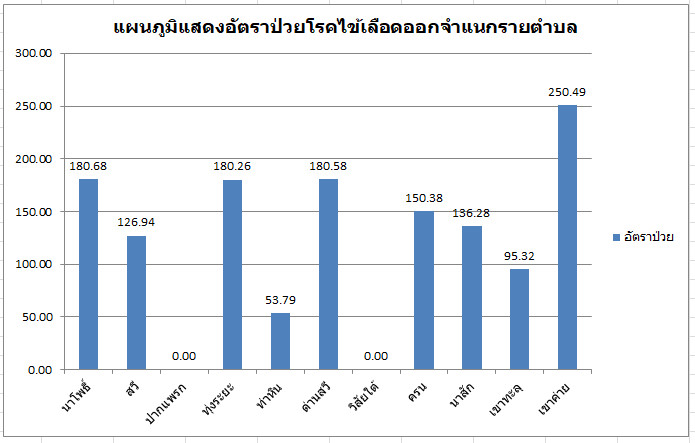 แผนภูมิแสดงอัตราป่วยโรคไข้เลือดออกจำแนกรายตำบล
300.00
250.00
200.00
150.00
100.00
50.00
0.00
180.68
126.94
0.00
180.26
53.79
180.58
0.00
150.38
136.28
95.32
250.49
นาโพธิ์
สวี
ปากแพรก
ทุ่งระยะ
ท่าหิน
ด่านสวี
วิสัยใต้
ครน
นาสัก
เขาทะลุ
เขาค่าย
อัตราป่วย